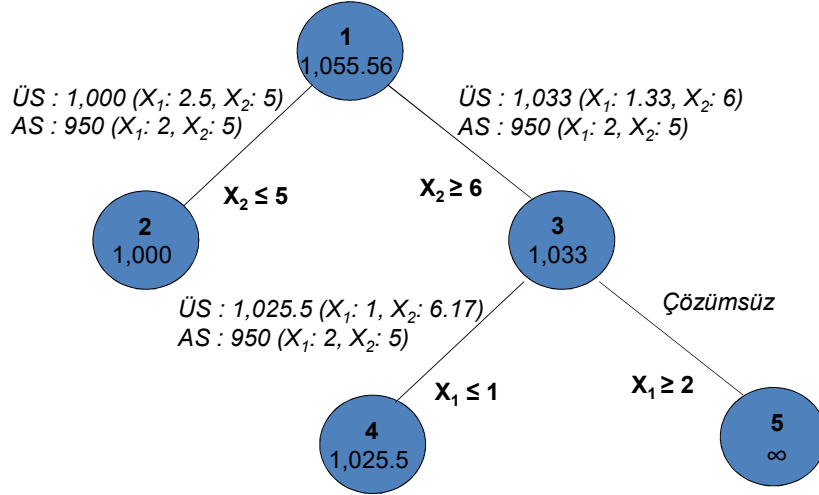 1
1,055.56
ÜS : 1,000 (X₁: 2.5, X₂: 5)
AS : 950 (X₁: 2, X₂: 5)
ÜS : 1,033 (X₁: 1.33, X₂: 6)
AS : 950 (X₁: 2, X₂: 5)
X₂ ≤ 5
X₂ ≥ 6
2
1,000
3
1,033
ÜS : 1,025.5 (X₁: 1, X₂: 6.17)
AS : 950 (X₁: 2, X₂: 5)
Çözümsüz
X₁ ≤ 1
X₁ ≥ 2
4
1,025.5
5
∞